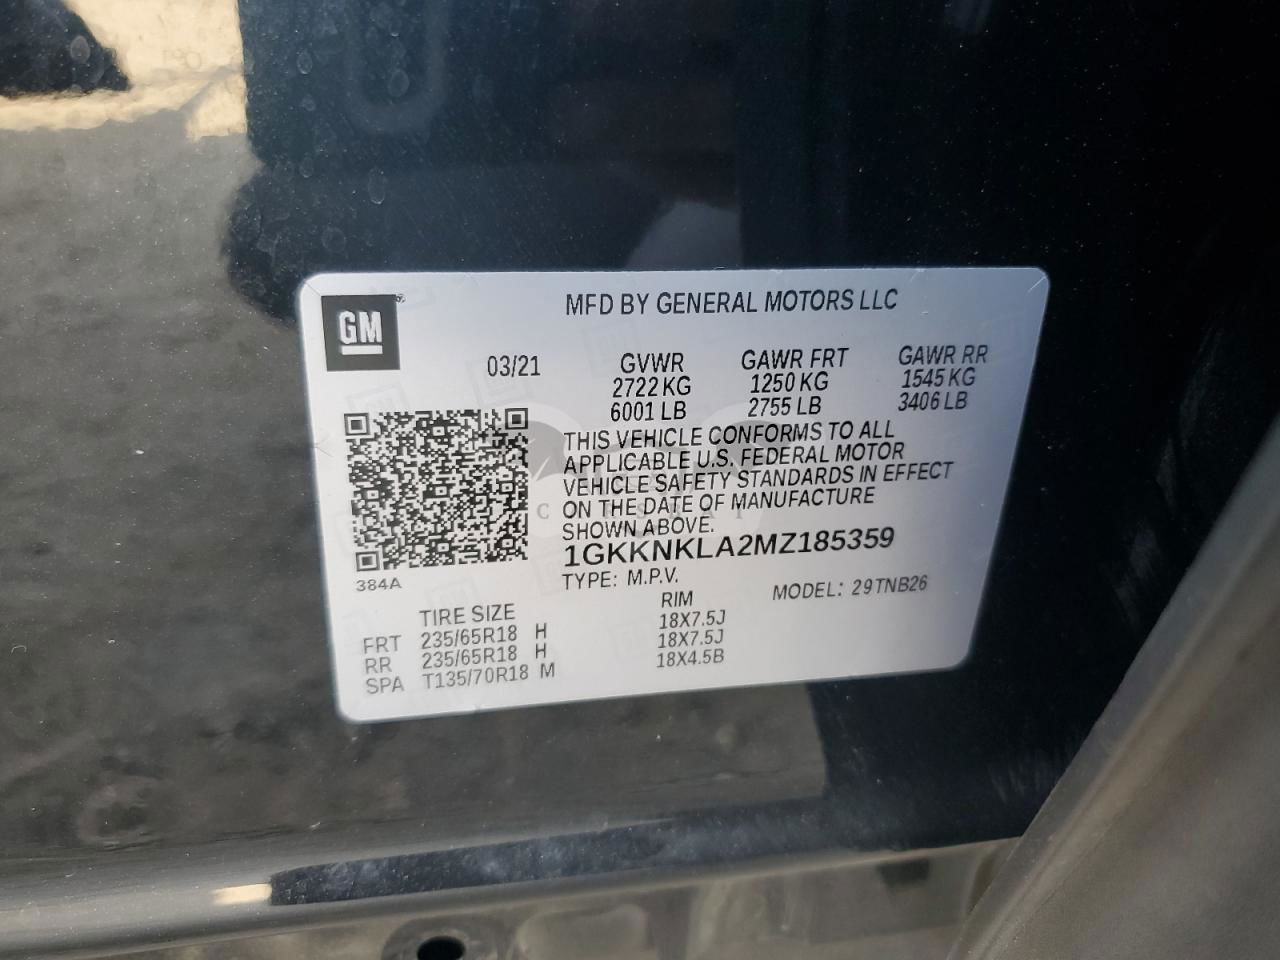 GM
MFD BY GENERAL MOTORS LLC
03/21 GVWR GAWR FRT GAWR RR
2722 KG 1250 KG 1545 KG
6001 LB 2755 LB 3406 LB
THIS VEHICLE CONFORMS TO ALL
APPLICABLE U.S. FEDERAL MOTOR
VEHICLE SAFETY STANDARDS IN EFFECT
ON THE DATE OF MANUFACTURE
SHOWN ABOVE.
1GKKNKLA2MZ185359
384A
TYPE: M.P.V. MODEL: 29TNB26
TIRE SIZE RIM
FRT 235/65R18 H 18X7.5J
RR 235/65R18 H 18X7.5J
SPA T135/70R18 M 18X4.5B